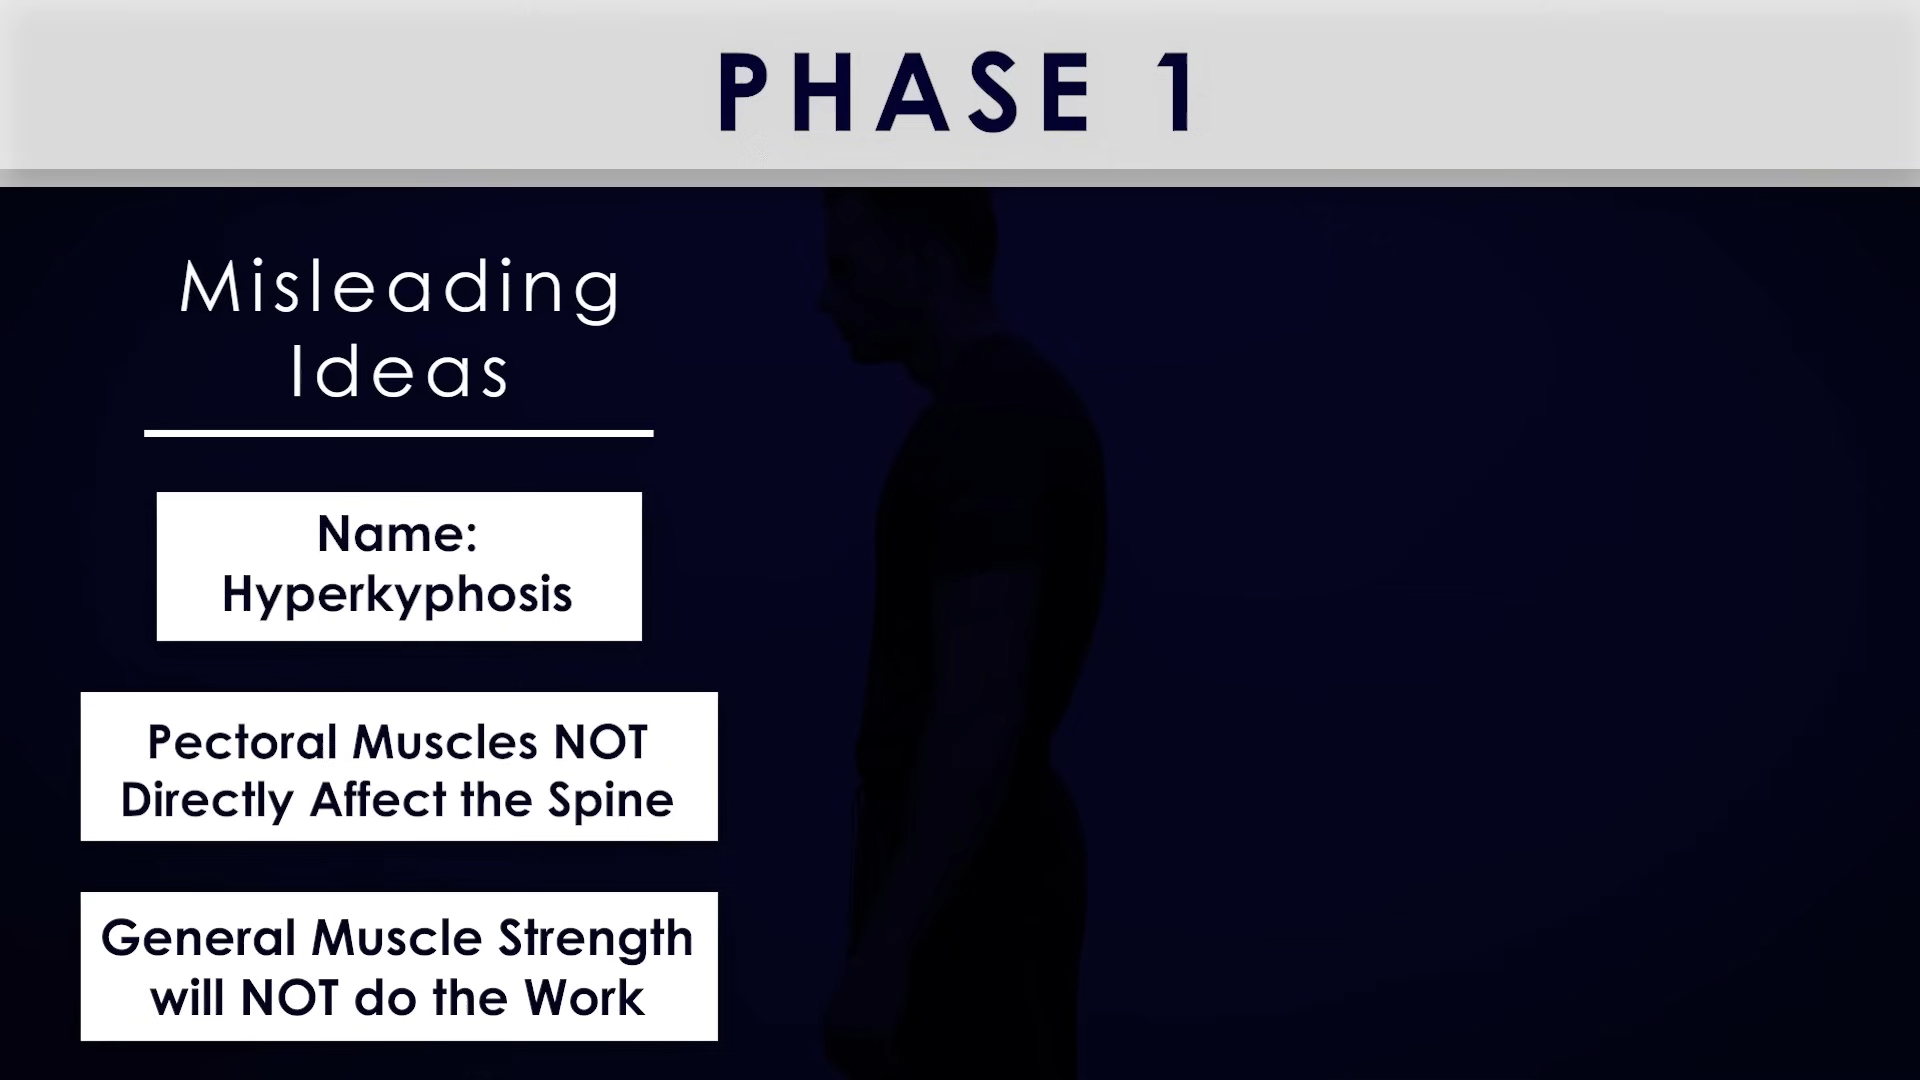 PHASE 1
Misleading
Ideas
Name:
Hyperkyphosis
Pectoral Muscles NOT
Directly Affect the Spine
General Muscle Strength
will NOT do the Work